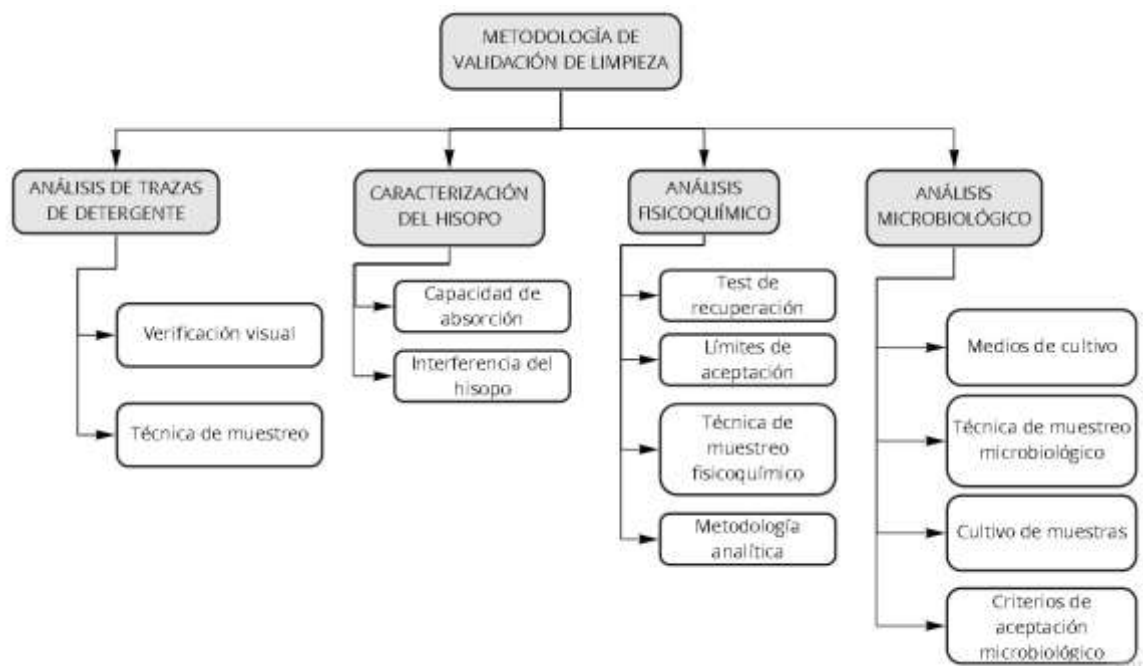 METODOLOGÍA DE
VALIDACIÓN DE LIMPIEZA
ANÁLISIS DE TRAZAS
DE DETERGENTE
Verificación visual
Técnica de muestreo
CARACTERIZACIÓN
DEL HISOPO
Capacidad de
absorción
Interferencia del
hisopo
ANÁLISIS
FISICOQUÍMICO
Test de
recuperación
Límites de
aceptación
Técnica de
muestreo
fisicoquímico
Metodología
analítica
ANÁLISIS
MICROBIOLÓGICO
Medios de cultivo
Técnica de muestreo
microbiológico
Cultivo de muestras
Criterios de
aceptación
microbiológico